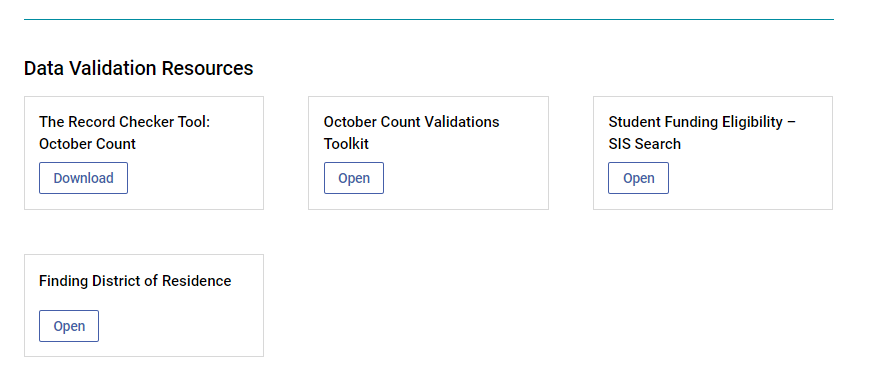 Data Validation Resources
The Record Checker Tool:
October Count
Download
October Count Validations
Toolkit
Open
Student Funding Eligibility –
SIS Search
Open
Finding District of Residence
Open